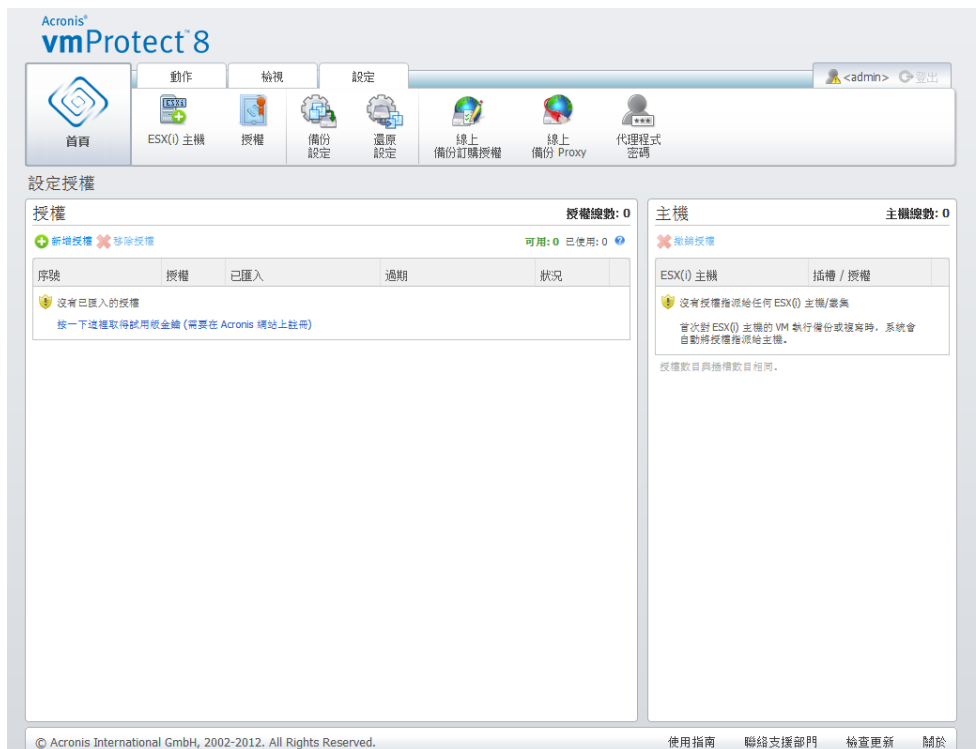 Acronis®
vmProtect™ 8
動作
檢視
設定
<admin>
登出
首頁
ESX(i) 主機
授權
備份
設定
還原
設定
線上
備份訂購授權
線上
備份 Proxy
代理程式
密碼
設定授權
授權
授權總數: 0
新增授權
移除授權
可用: 0 已使用: 0
序號
授權
已匯入
過期
狀況
沒有已匯入的授權
按一下這裡取得試用版金鑰 (需要在 Acronis 網站上註冊)
主機
主機總數: 0
撤銷授權
ESX(i) 主機
插槽 / 授權
沒有授權指派給任何 ESX(i) 主機/叢集
首次對 ESX(i) 主機的 VM 執行備份或複寫時，系統會
自動將授權指派給主機。
授權數目與插槽數目相同。
© Acronis International GmbH, 2002-2012. All Rights Reserved.
使用指南
聯絡支援部門
檢查更新
關於